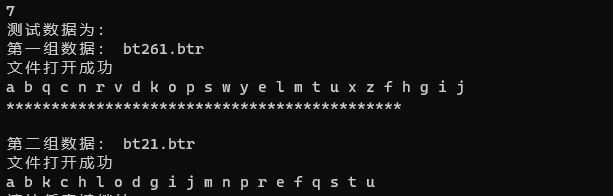 7
测试数据为:
第一组数据: bt261.btr
文件打开成功
a b q c n r v d k o p s w y e l m t u x z f h g i j
********************************************
第二组数据: bt21.btr
文件打开成功
a b k c h l o d g i j m n p r e f q s t u